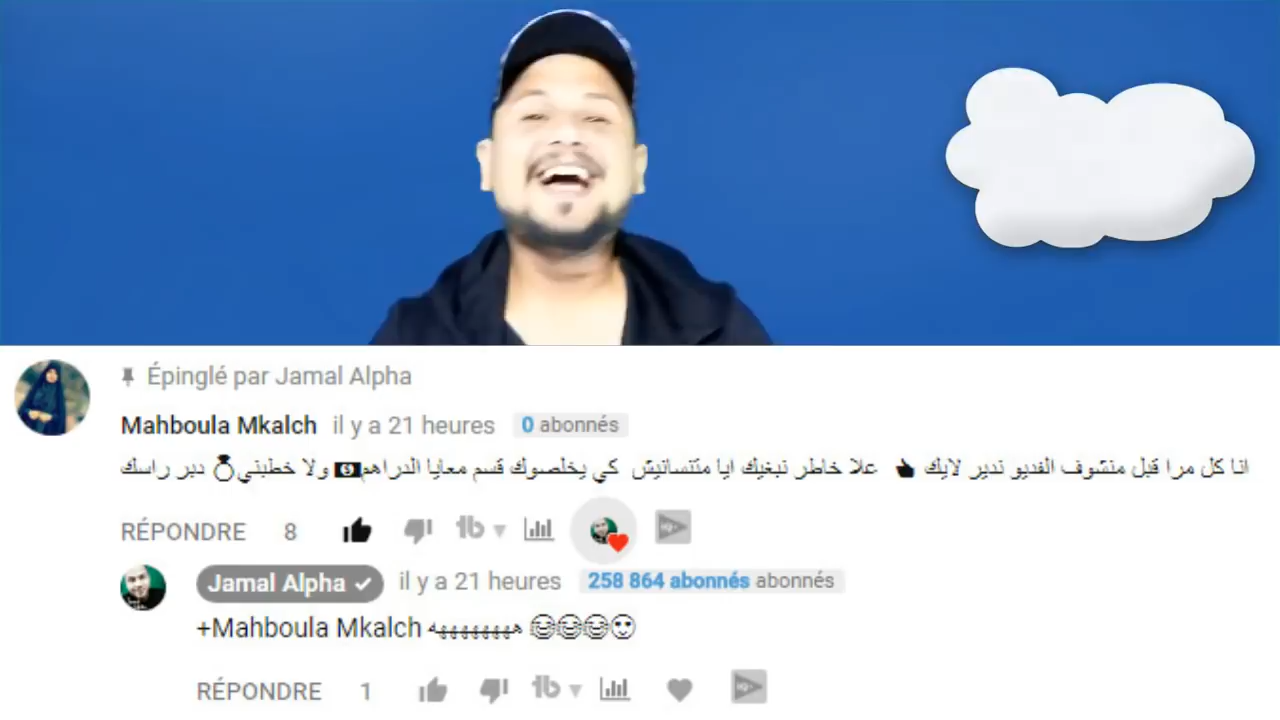 Épinglé par Jamal Alpha
Mahboula Mkalch il y a 21 heures 0 abonnés
انا كل مرا قبل منشوف الفديو ندير لايك 👆 علا خاطر نبغيك ايا متنسانيش كي يخلصوك قسم معايا الدراهم💵 ولا خطبني💍 دبر راسك
RÉPONDRE 8
Jamal Alpha il y a 21 heures 258 864 abonnés abonnés
+Mahboula Mkalch هههههههه 😂😂😂🙂
RÉPONDRE 1